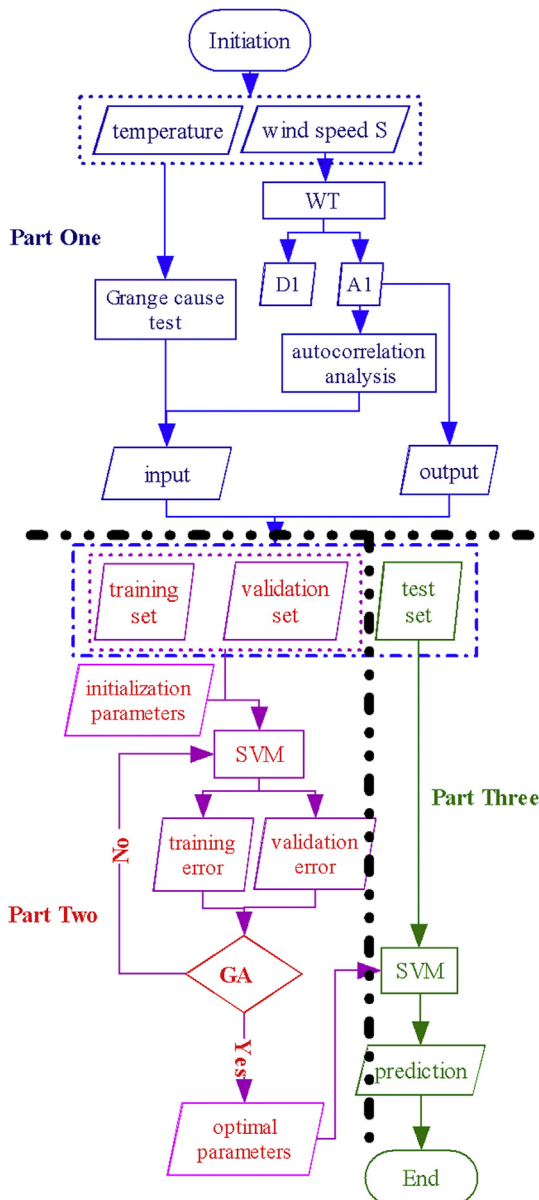 Initiation
temperature
wind speed S
WT
Part One
D1
A1
Grange cause
test
autocorrelation
analysis
input
output
training
set
validation
set
test
set
initialization
parameters
SVM
Part Three
training
error
validation
error
No
Part Two
GA
SVM
Yes
prediction
optimal
parameters
End